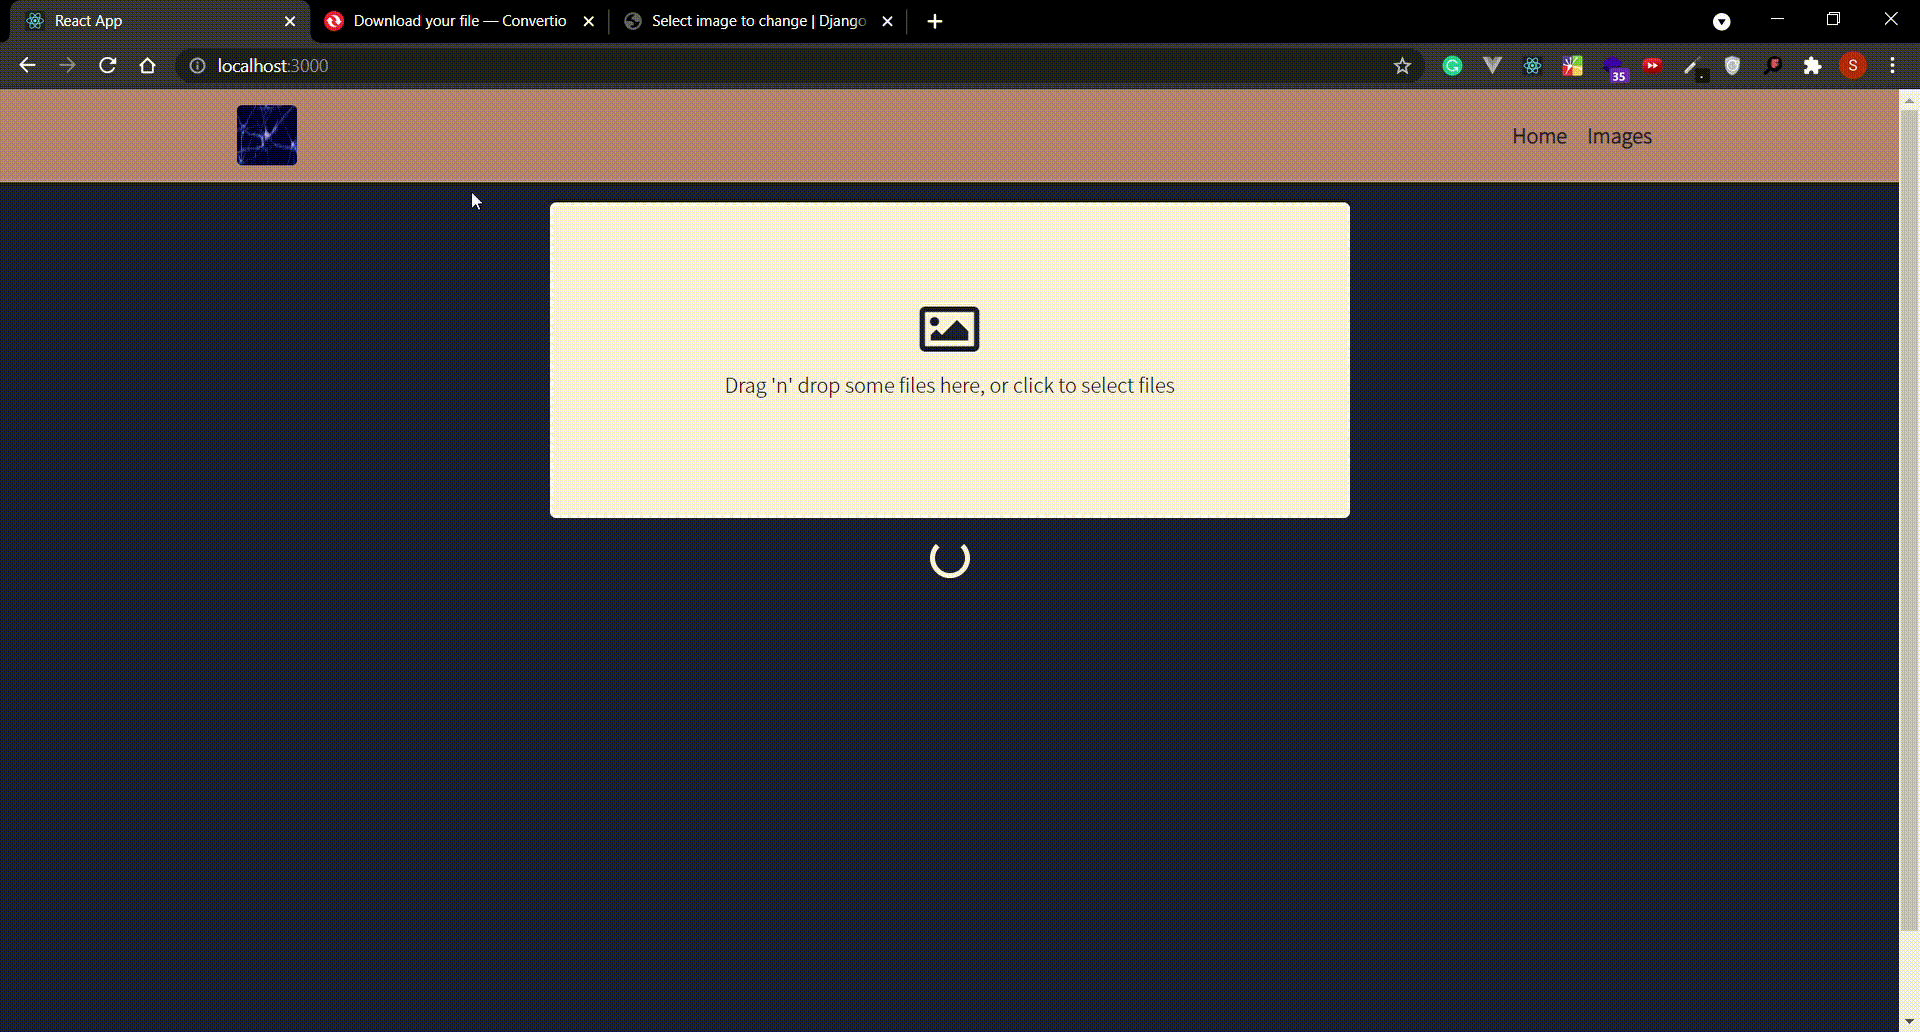 React App
Download your file — Convertio
Select image to change | Django
localhost:3000
35
S
Home
Images
Drag 'n' drop some files here, or click to select files